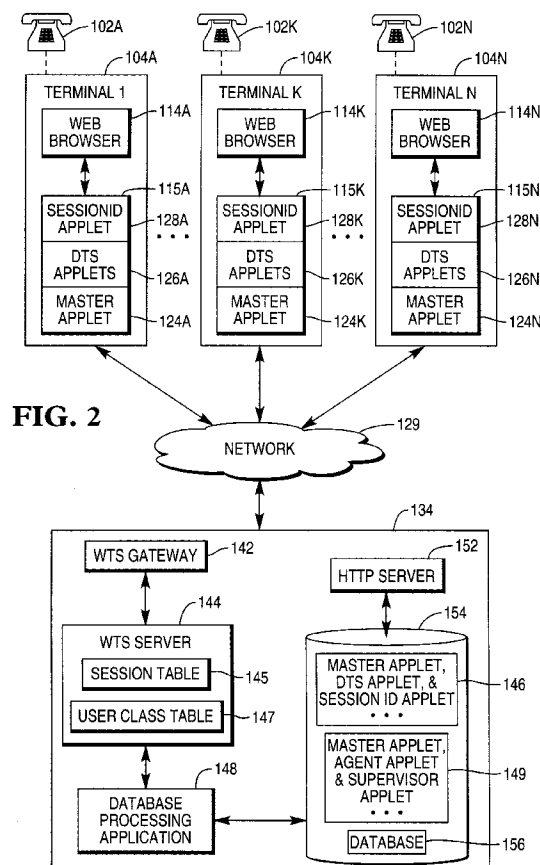 102A
102K
102N
104A
104K
104N
TERMINAL 1
TERMINAL K
TERMINAL N
114A
114K
114N
WEB
BROWSER
WEB
BROWSER
WEB
BROWSER
115A
115K
115N
SESSIONID
APPLET
SESSIONID
APPLET
SESSIONID
APPLET
128A
128K
128N
DTS
APPLETS
DTS
APPLETS
DTS
APPLETS
126A
126K
126N
MASTER
APPLET
MASTER
APPLET
MASTER
APPLET
124A
124K
124N
FIG. 2
129
NETWORK
134
WTS GATEWAY
142
152
HTTP SERVER
144
154
WTS SERVER
SESSION TABLE
145
USER CLASS TABLE
147
MASTER APPLET,
DTS APPLET, &
SESSION ID APPLET
146
148
DATABASE
PROCESSING
APPLICATION
MASTER APPLET,
AGENT APPLET
& SUPERVISOR
APPLET
149
DATABASE
156